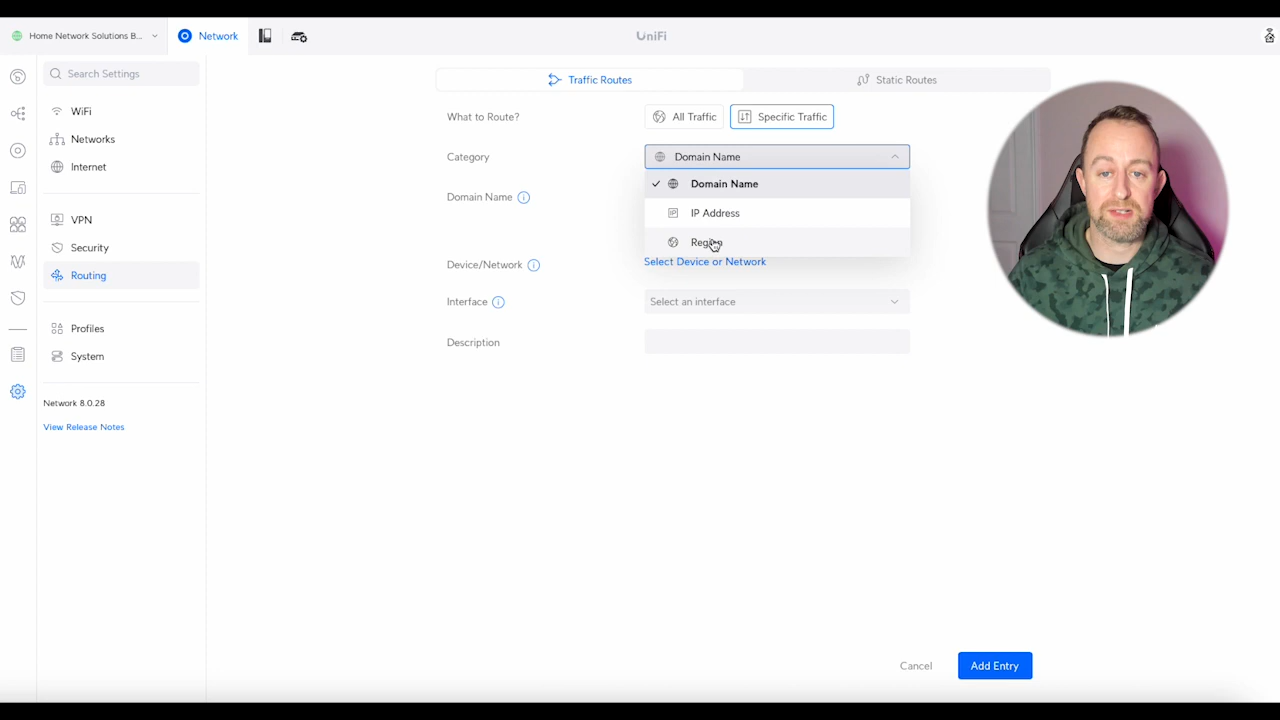 Home Network Solutions B...
Network
UniFi
Search Settings
WiFi
Networks
Internet
VPN
Security
Routing
Profiles
System
Network 8.0.28
View Release Notes
Traffic Routes
Static Routes
What to Route?
All Traffic
Specific Traffic
Category
Domain Name
Domain Name
IP Address
Region
Domain Name
Device/Network
Select Device or Network
Interface
Select an interface
Description
Cancel
Add Entry